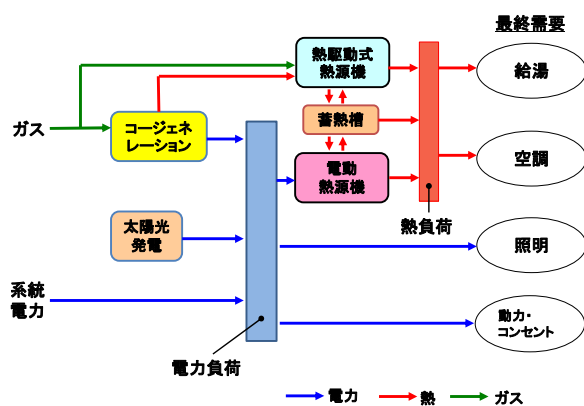 最終需要
熱駆動式
熱源機
給湯
ガス
コージェネ
レーション
蓄熱槽
空調
電動
熱源機
熱負荷
太陽光
発電
照明
系統
電力
動力・
コンセント
電力負荷
電力
熱
ガス